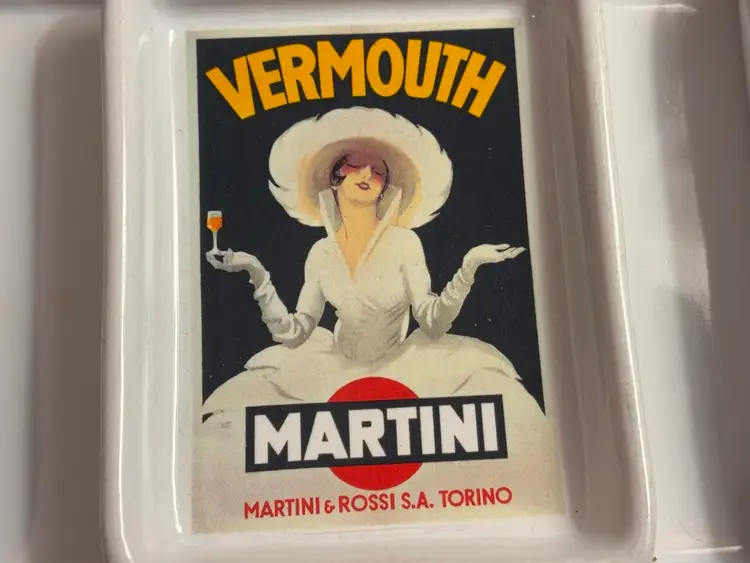 VERMOUTH
MARTINI
MARTINI & ROSSI S.A. TORINO